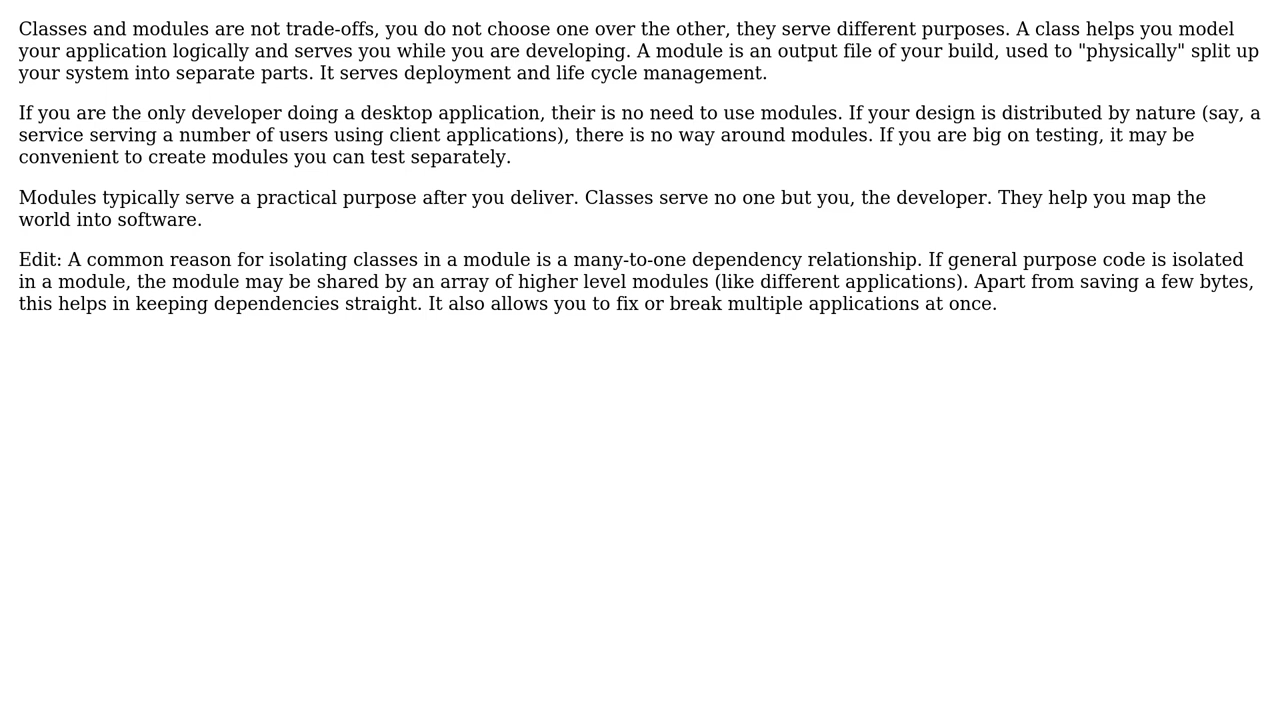 Classes and modules are not trade-offs, you do not choose one over the other, they serve different purposes. A class helps you model
your application logically and serves you while you are developing. A module is an output file of your build, used to "physically" split up
your system into separate parts. It serves deployment and life cycle management.
If you are the only developer doing a desktop application, their is no need to use modules. If your design is distributed by nature (say, a
service serving a number of users using client applications), there is no way around modules. If you are big on testing, it may be
convenient to create modules you can test separately.
Modules typically serve a practical purpose after you deliver. Classes serve no one but you, the developer. They help you map the
world into software.
Edit: A common reason for isolating classes in a module is a many-to-one dependency relationship. If general purpose code is isolated
in a module, the module may be shared by an array of higher level modules (like different applications). Apart from saving a few bytes,
this helps in keeping dependencies straight. It also allows you to fix or break multiple applications at once.